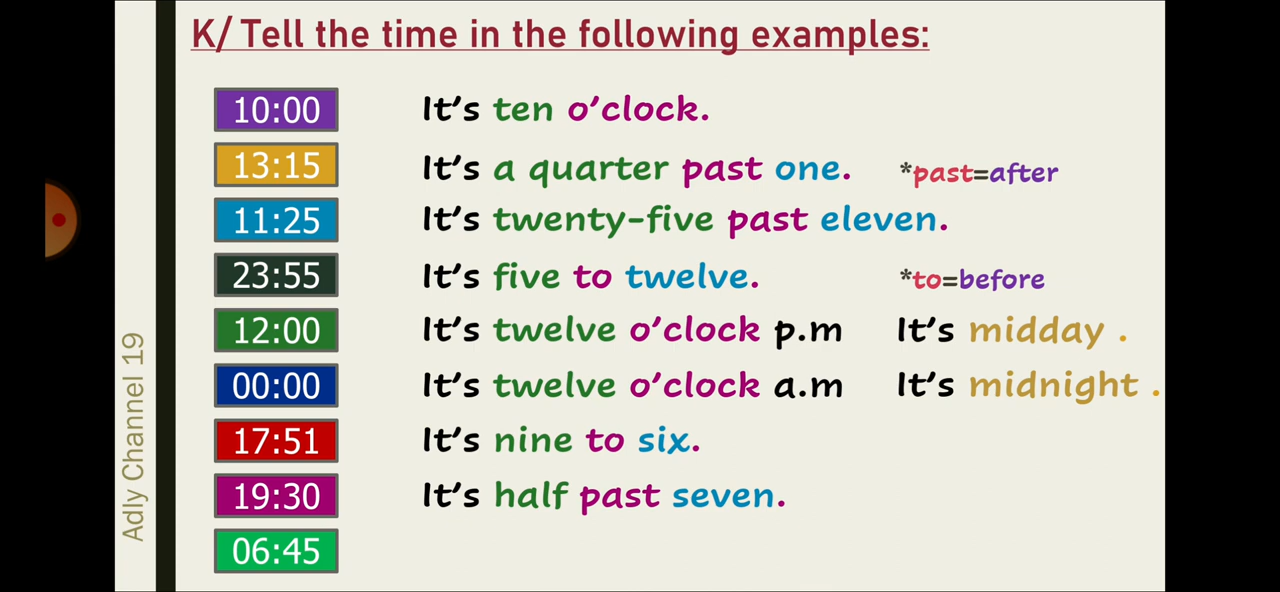 K/ Tell the time in the following examples:
10:00 It's ten o'clock.
13:15 It's a quarter past one. *past=after
11:25 It's twenty-five past eleven.
23:55 It's five to twelve. *to=before
12:00 It's twelve o'clock p.m It's midday .
00:00 It's twelve o'clock a.m It's midnight .
17:51 It's nine to six.
19:30 It's half past seven.
06:45
Adly Channel 19